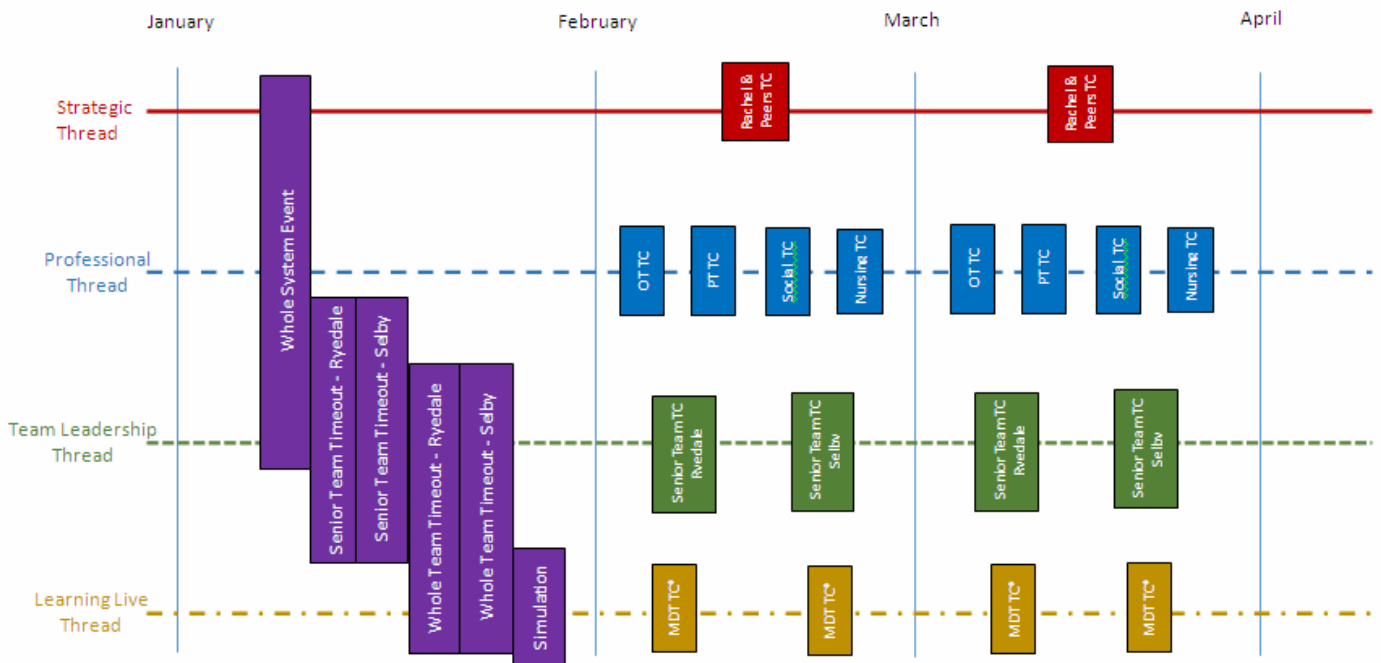 January
February
March
April
Strategic
Thread
Whole System Event
Rachel &
Peers TC
Rachel &
Peers TC
Professional
Thread
OT TC
PT TC
Social TC
Nursing TC
OT TC
PT TC
Social TC
Nursing TC
Senior Team Timeout - Ryedale
Senior Team Timeout - Selby
Whole Team Timeout - Ryedale
Whole Team Timeout - Selby
Team Leadership
Thread
Senior Team TC
Ryedale
Senior Team TC
Selby
Senior Team TC
Ryedale
Senior Team TC
Selby
Simulation
Learning Live
Thread
MDT TC*
MDT TC*
MDT TC*
MDT TC*